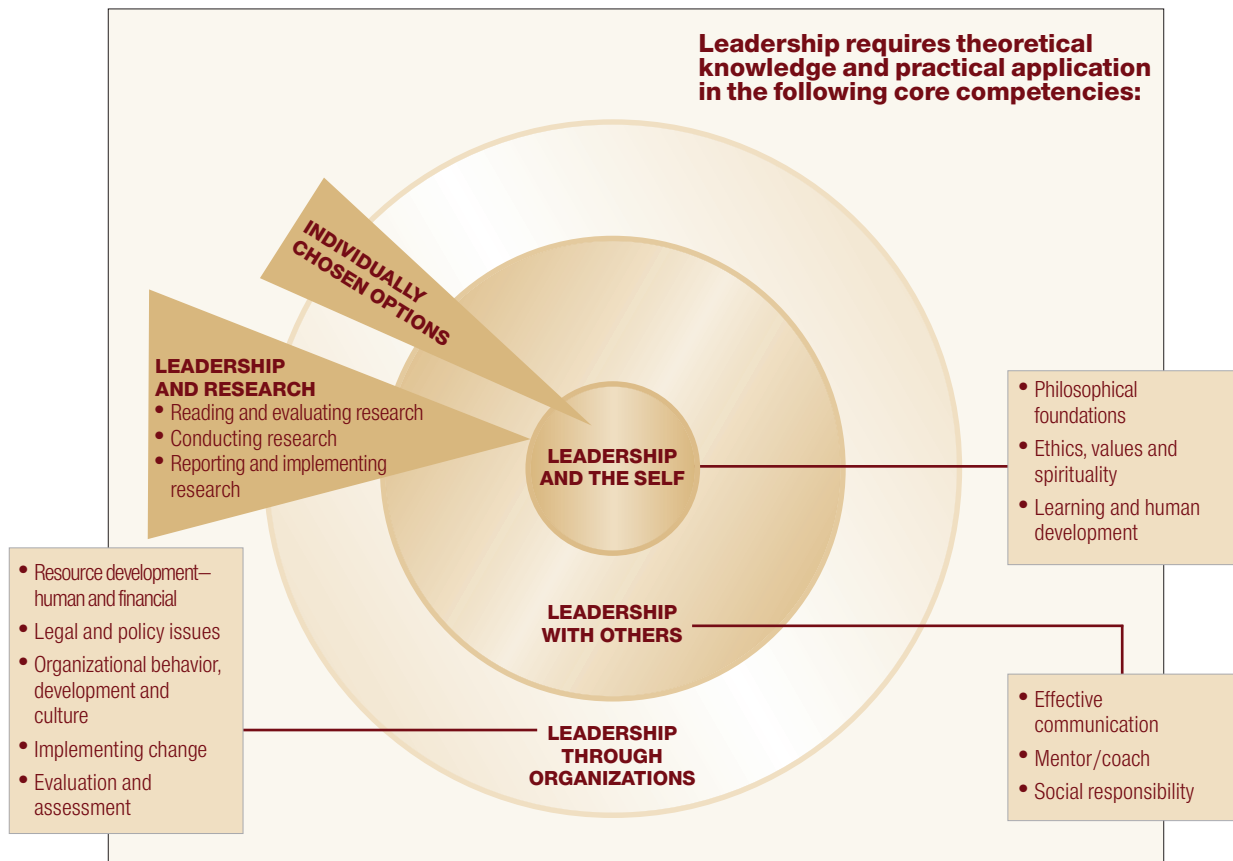 Leadership requires theoretical
knowledge and practical application
in the following core competencies:
INDIVIDUALLY
CHOSEN OPTIONS
LEADERSHIP
AND RESEARCH
• Reading and evaluating research
• Conducting research
• Reporting and implementing
research
LEADERSHIP
AND THE SELF
• Philosophical
foundations
• Ethics, values and
spirituality
• Learning and human
development
LEADERSHIP
WITH OTHERS
• Effective
communication
• Mentor/coach
• Social responsibility
LEADERSHIP
THROUGH
ORGANIZATIONS
• Resource development–
human and financial
• Legal and policy issues
• Organizational behavior,
development and
culture
• Implementing change
• Evaluation and
assessment